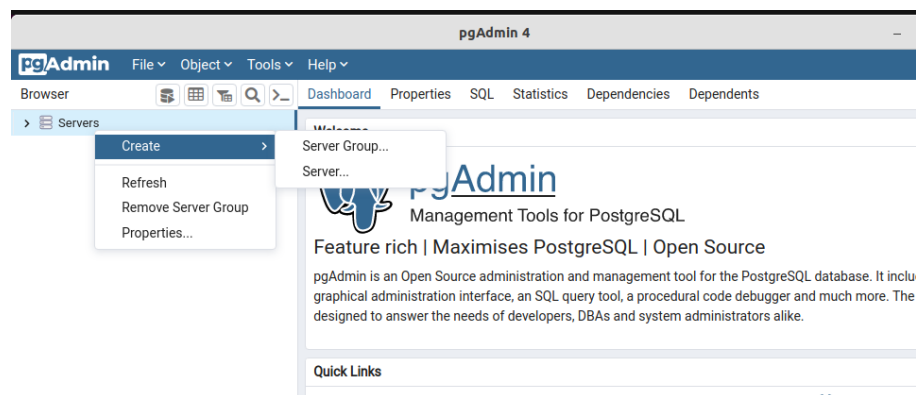 pgAdmin 4
pgAdmin File Object Tools Help
Browser Dashboard Properties SQL Statistics Dependencies Dependents
Servers
Welcome
Create Server Group...
Server...
Refresh
Remove Server Group
Properties...
pgAdmin
Management Tools for PostgreSQL
Feature rich | Maximises PostgreSQL | Open Source
pgAdmin is an Open Source administration and management tool for the PostgreSQL database. It inclu
graphical administration interface, an SQL query tool, a procedural code debugger and much more. The
designed to answer the needs of developers, DBAs and system administrators alike.
Quick Links